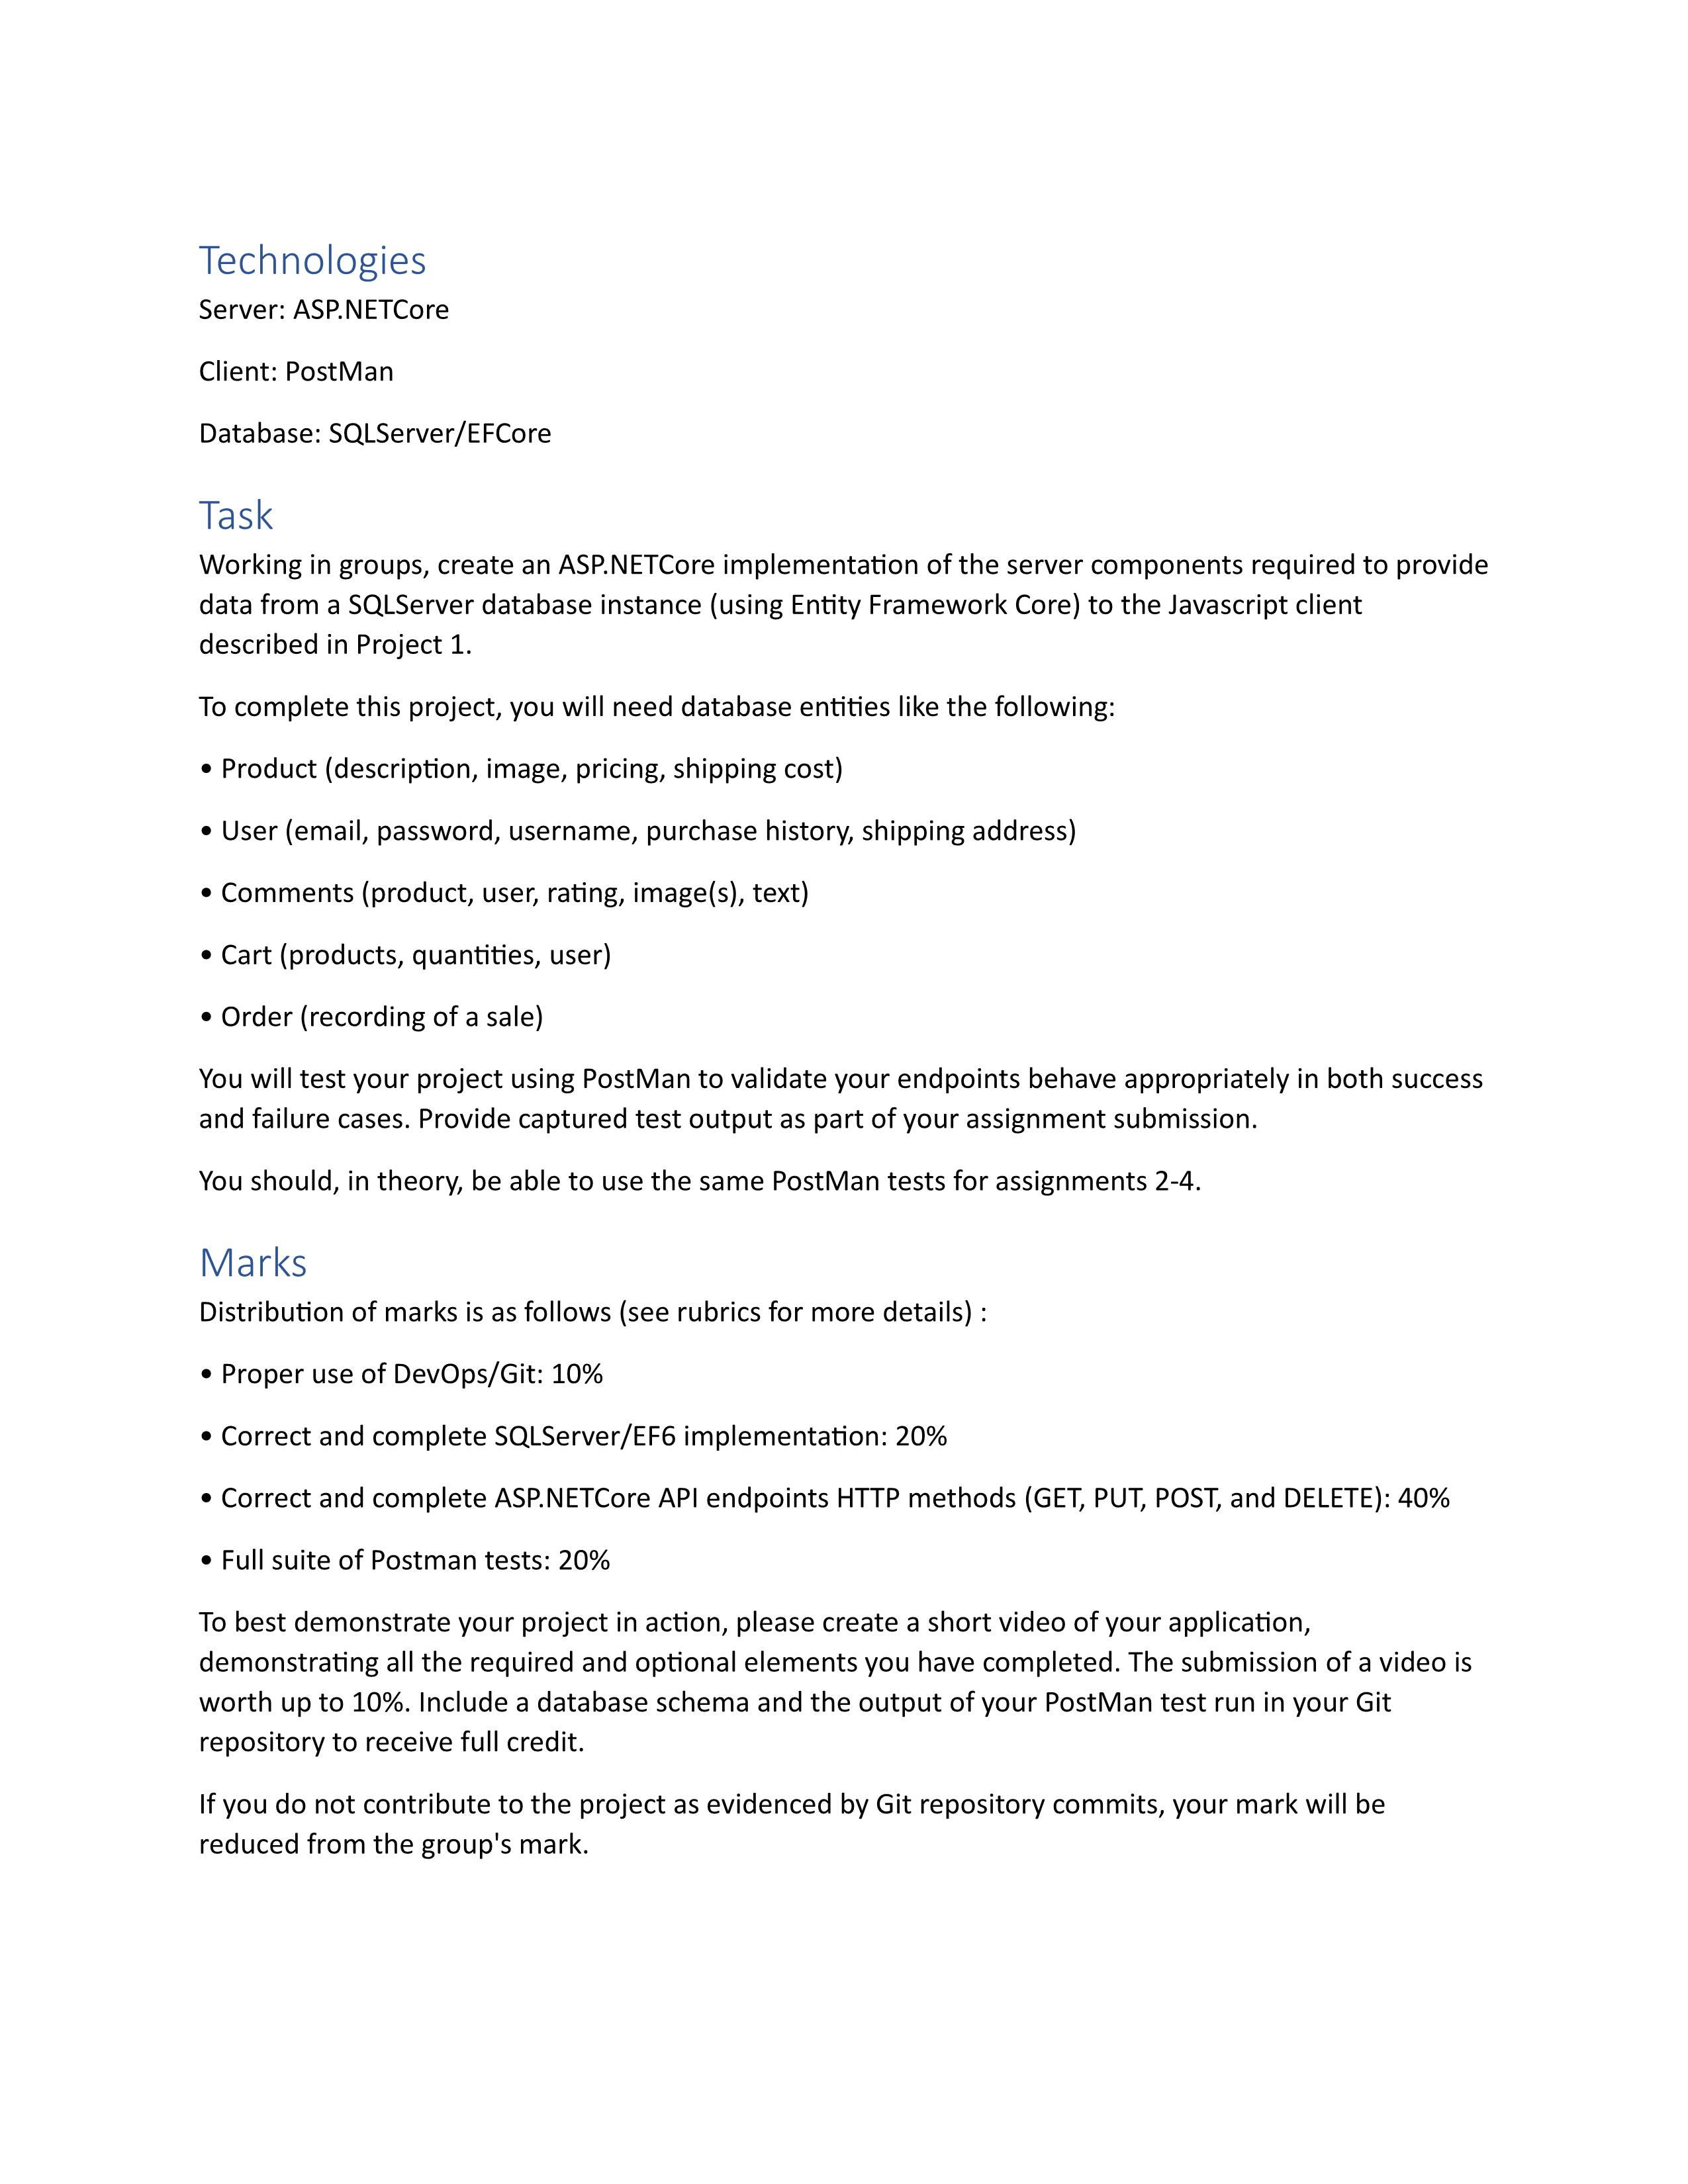 Technologies
Server: ASP.NETCore
Client: PostMan
Database: SQLServer/EFCore
Task
Working in groups, create an ASP.NETCore implementation of the server components required to provide
data from a SQLServer database instance (using Entity Framework Core) to the Javascript client
described in Project 1.
To complete this project, you will need database entities like the following:
• Product (description, image, pricing, shipping cost)
• User (email, password, username, purchase history, shipping address)
• Comments (product, user, rating, image(s), text)
• Cart (products, quantities, user)
• Order (recording of a sale)
You will test your project using PostMan to validate your endpoints behave appropriately in both success
and failure cases. Provide captured test output as part of your assignment submission.
You should, in theory, be able to use the same PostMan tests for assignments 2-4.
Marks
Distribution of marks is as follows (see rubrics for more details) :
• Proper use of DevOps/Git: 10%
• Correct and complete SQLServer/EF6 implementation: 20%
• Correct and complete ASP.NETCore API endpoints HTTP methods (GET, PUT, POST, and DELETE): 40%
• Full suite of Postman tests: 20%
To best demonstrate your project in action, please create a short video of your application,
demonstrating all the required and optional elements you have completed. The submission of a video is
worth up to 10%. Include a database schema and the output of your PostMan test run in your Git
repository to receive full credit.
If you do not contribute to the project as evidenced by Git repository commits, your mark will be
reduced from the group's mark.